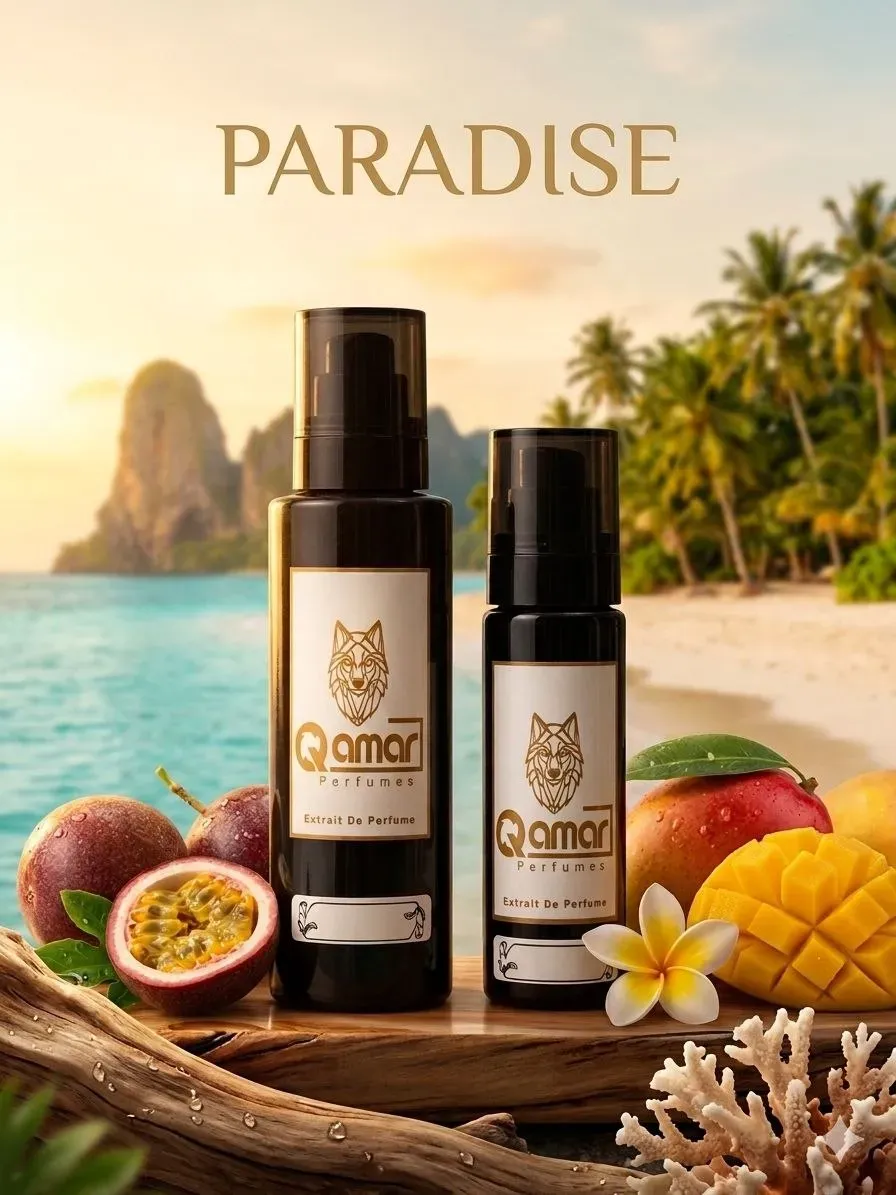 PARADISE
Qamar
Perfumes
Extrait De Perfume
Qamar
Perfumes
Extrait De Perfume